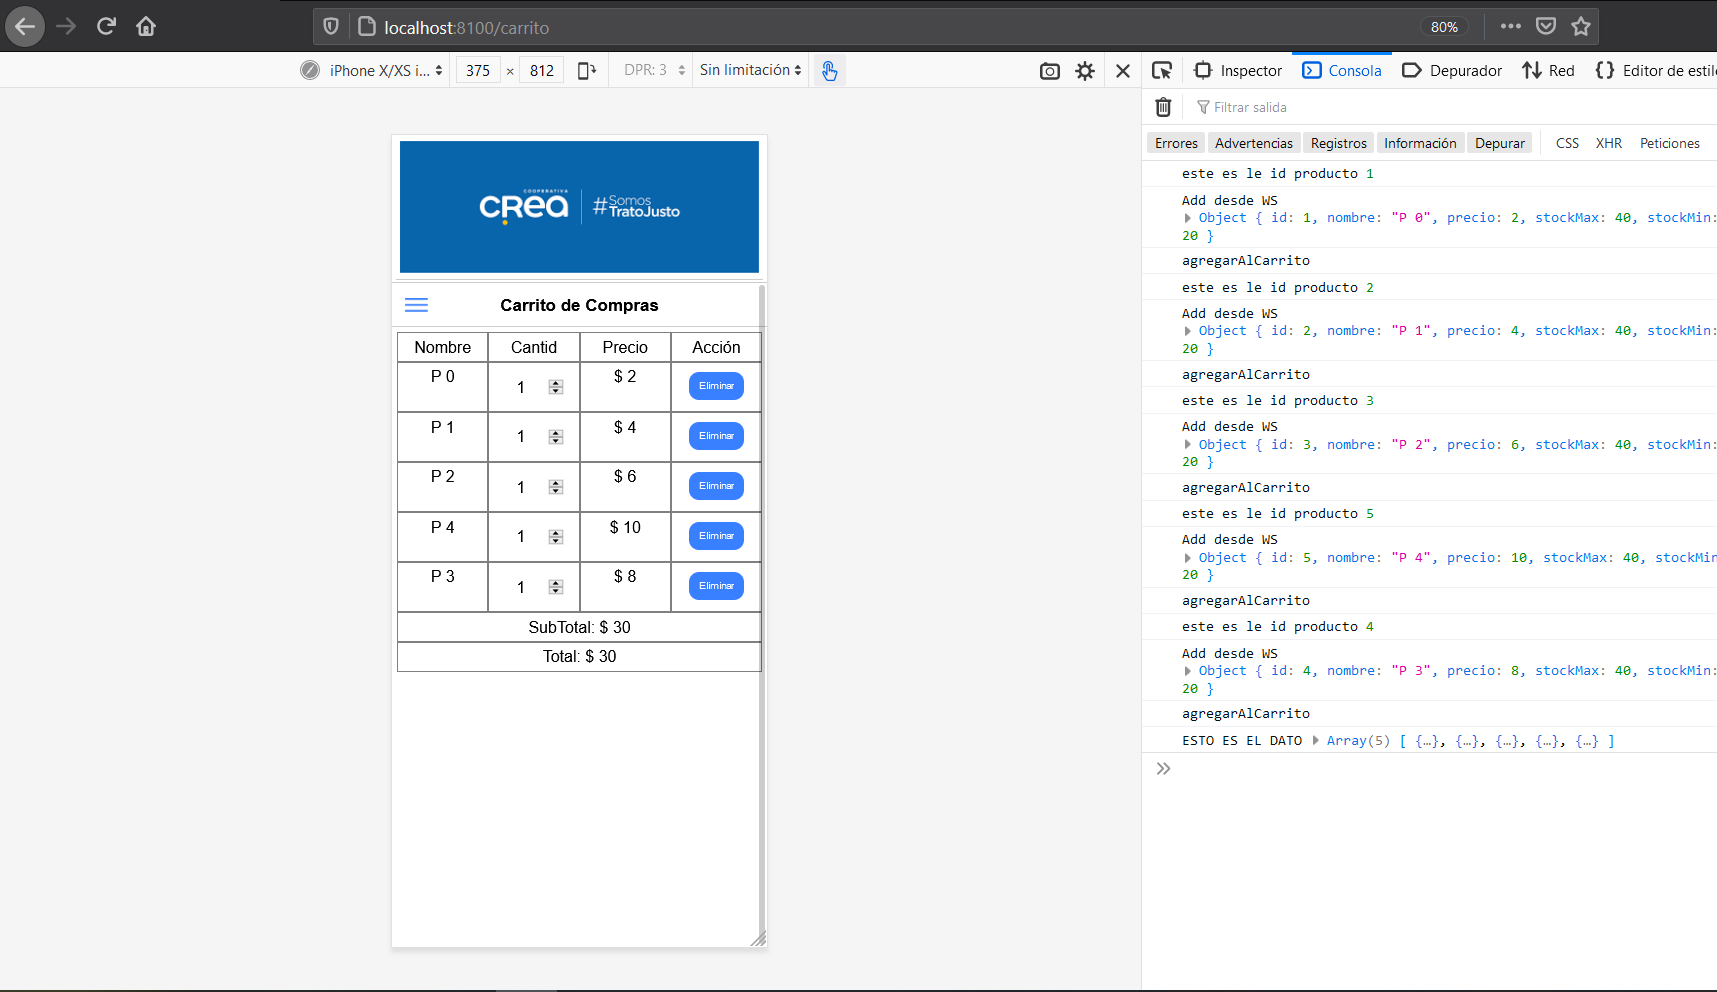 localhost:8100/carrito
80%
iPhone X/XS i... 375 × 812 DPR: 3 Sin limitación
Inspector Consola Depurador Red Editor de estil
Filtrar salida
Errores Advertencias Registros Información Depurar CSS XHR Peticiones
COOPERATIVA
crea
#Somos
TratoJusto
Carrito de Compras
Nombre Cantid Precio Acción
P 0 1 $ 2 Eliminar
P 1 1 $ 4 Eliminar
P 2 1 $ 6 Eliminar
P 4 1 $ 10 Eliminar
P 3 1 $ 8 Eliminar
SubTotal: $ 30
Total: $ 30
este es le id producto 1
Add desde WS
Object { id: 1, nombre: "P 0", precio: 2, stockMax: 40, stockMin:
20 }
agregarAlCarrito
este es le id producto 2
Add desde WS
Object { id: 2, nombre: "P 1", precio: 4, stockMax: 40, stockMin:
20 }
agregarAlCarrito
este es le id producto 3
Add desde WS
Object { id: 3, nombre: "P 2", precio: 6, stockMax: 40, stockMin:
20 }
agregarAlCarrito
este es le id producto 5
Add desde WS
Object { id: 5, nombre: "P 4", precio: 10, stockMax: 40, stockMin
20 }
agregarAlCarrito
este es le id producto 4
Add desde WS
Object { id: 4, nombre: "P 3", precio: 8, stockMax: 40, stockMin:
20 }
agregarAlCarrito
ESTO ES EL DATO Array(5) [ {…}, {…}, {…}, {…}, {…} ]